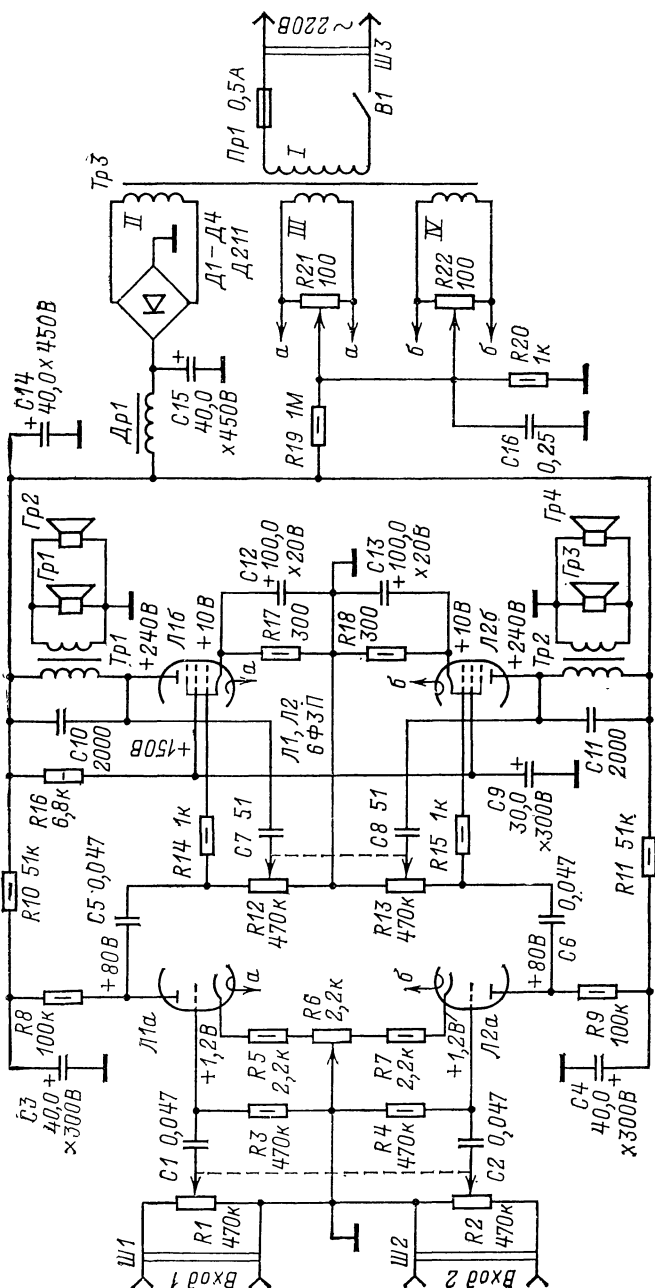 Вход 1
Вход 2
Ш1
Ш2
R1
470к
R2
470к
C1 0,047
C2 0,047
C3
40,0
×300В
C4
40,0
×300В
R3
470к
R4
470к
R5
2,2к
R6
2,2к
R7
2,2к
+1,2В
+1,2В
Л1а
Л2а
а
б
R8
100к
R9
100к
+80В
+80В
C5 0,047
C6
0,047
R10 51к
R11 51к
R12
470к
R13
470к
R14 1к
R15 1к
C7 51
C8 51
R16
6,8к
+150В
C9
30,0
×300В
C10
2000
C11
2000
Л1, Л2
6Ф3П
Тр1
Тр2
+240В
+240В
Л1б
Л2б
+10В
+10В
а
б
R17
300
R18
300
C12
+100,0
×20В
C13
+100,0
×20В
Гр1
Гр2
Гр3
Гр4
+
C14
40,0×450В
Др1
+
C15
40,0
×450В
R19 1М
C16
0,25
R20
1к
Д1–Д4
Д211
а
а
б
б
R21
100
R22
100
II
III
IV
Тр3
I
Пр1 0,5А
В1
Ш3
~220В